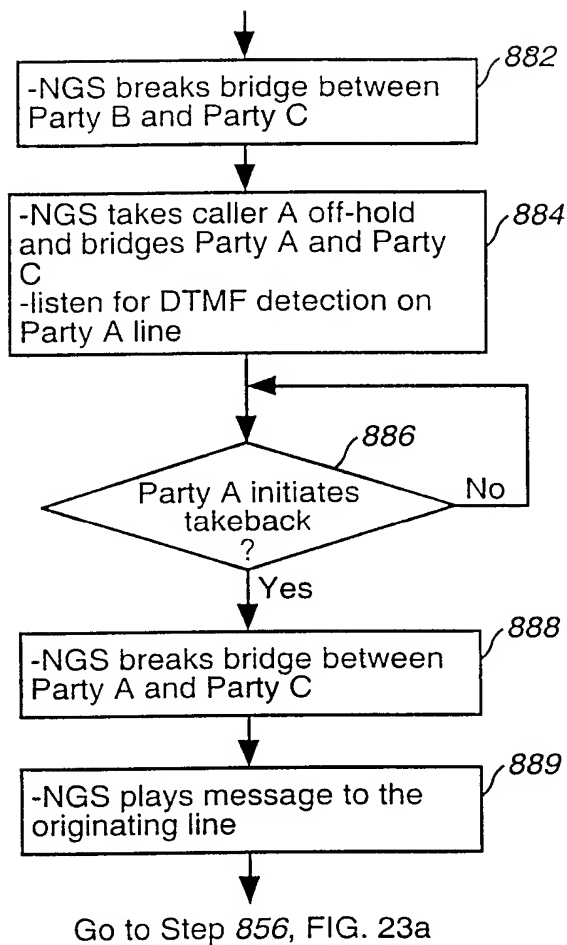 882
-NGS breaks bridge between
Party B and Party C
884
-NGS takes caller A off-hold
and bridges Party A and Party
C
-listen for DTMF detection on
Party A line
886
Party A initiates
takeback
?
No
Yes
888
-NGS breaks bridge between
Party A and Party C
889
-NGS plays message to the
originating line
Go to Step 856, FIG. 23a